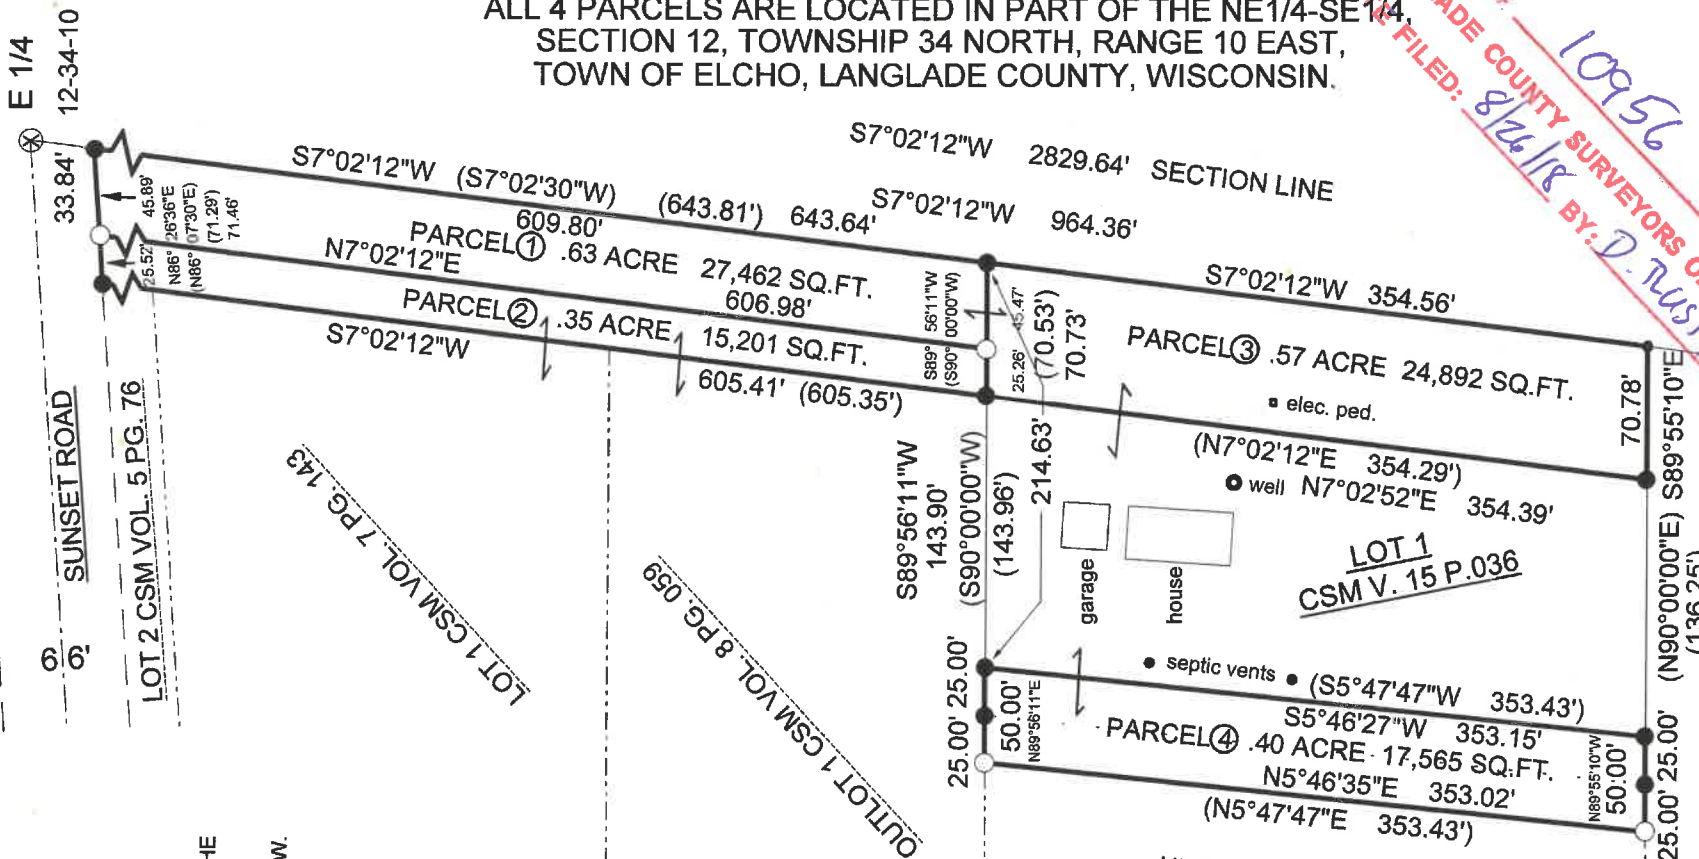 ALL 4 PARCELS ARE LOCATED IN PART OF THE NE1/4-SE1/4,
SECTION 12, TOWNSHIP 34 NORTH, RANGE 10 EAST,
TOWN OF ELCHO, LANGLADE COUNTY, WISCONSIN.
10956
ADE COUNTY SURVEYORS O
E FILED: 8/26/18 BY: D.
E 1/4
12-34-10
33.84'
45.89'
N86°26'36"E
(N86°07'30"E)
(71.29')
71.46'
25.52'
S7°02'12"W 2829.64' SECTION LINE
S7°02'12"W (S7°02'30"W) (643.81') 643.64'
S7°02'12"W 964.36'
609.80'
PARCEL 1 .63 ACRE 27,462 SQ.FT.
N7°02'12"E
606.98'
PARCEL 2 .35 ACRE 15,201 SQ.FT.
S7°02'12"W
605.41' (605.35')
S89°56'11"W
(S90°00'00"W)
45.47'
25.26'
(70.53')
70.73'
S7°02'12"W 354.56'
PARCEL 3 .57 ACRE 24,892 SQ.FT.
elec. ped.
70.78'
S89°55'10"E
(N7°02'12"E 354.29')
well N7°02'52"E 354.39'
SUNSET ROAD
LOT 2 CSM VOL. 5 PG. 76
66'
LOT 1 CSM VOL. 7 PG. 143
OUTLOT 1 CSM VOL. 8 PG. 059
S89°56'11"W
143.90'
(S90°00'00"W)
(143.96')
214.63'
garage
house
LOT 1
CSM V. 15 P.036
(N90°00'00"E)
(136.25')
septic vents
(S5°47'47"W 353.43')
S5°46'27"W 353.15'
25.00' 25.00'
50.00'
N89°56'11"E
PARCEL 4 .40 ACRE 17,565 SQ.FT.
N5°46'35"E 353.02'
(N5°47'47"E 353.43')
N89°55'10"W
50.00'
25.00' 25.00'
HE
W.